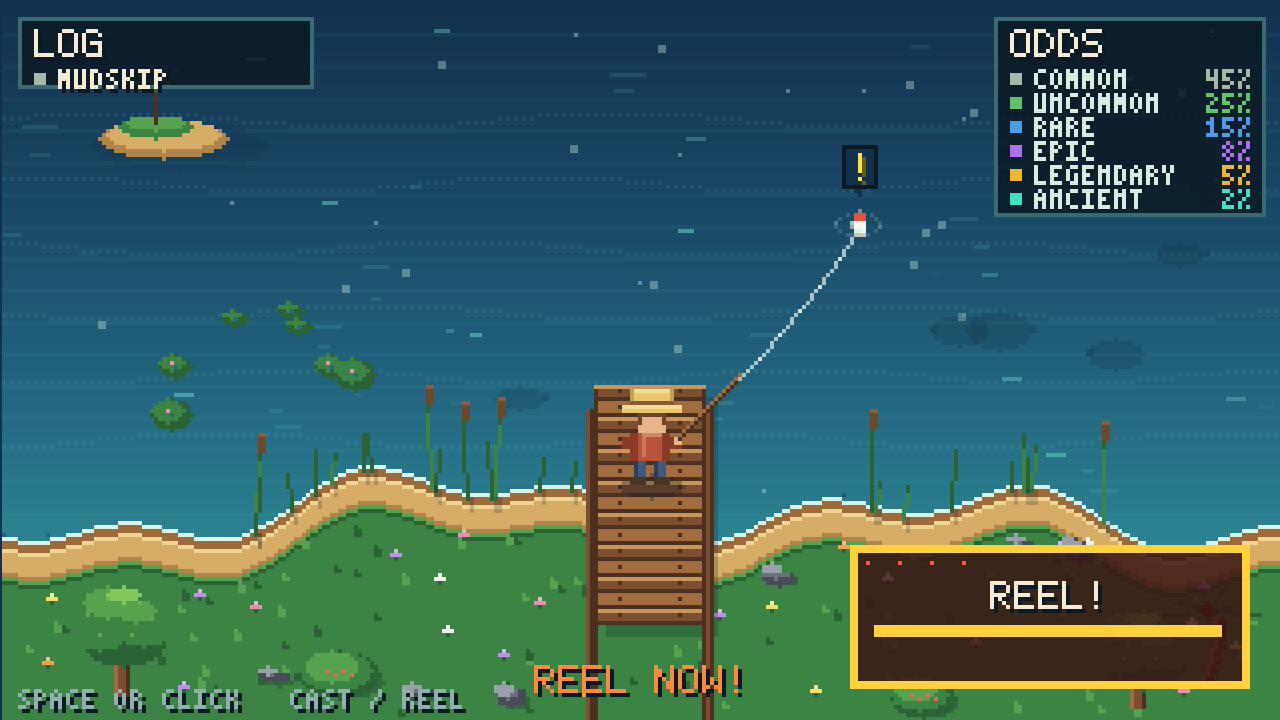 LOG
MUDSKIP
ODDS
COMMON 45%
UNCOMMON 25%
RARE 15%
EPIC 8%
LEGENDARY 5%
ANCIENT 2%
!
REEL!
REEL NOW!
SPACE OR CLICK CAST / REEL